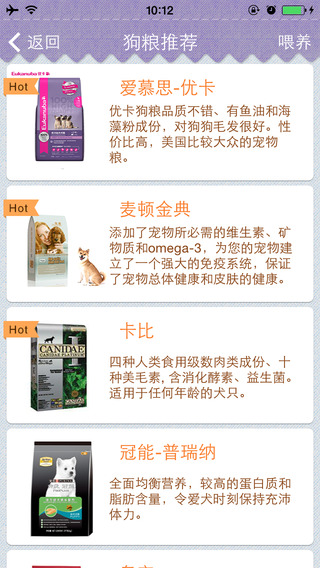 10:12
返回
狗粮推荐
喂养
Hot
Eukanuba
爱慕思-优卡
优卡狗粮品质不错、有鱼油和海
藻粉成份，对狗狗毛发很好。性
价比高，美国比较大众的宠物
粮。
Hot
麦顿金典
添加了宠物所必需的维生素、矿
物质和omega-3，为您的宠物建
立了一个强大的免疫系统，保证
了宠物总体健康和皮肤的健康。
Hot
CANIDAE
CANIDAE PLATINUM
卡比
四种人类食用级数肉类成份、十
种美毛素，含消化酵素、益生菌。
适用于任何年龄的犬只。
冠能-普瑞纳
全面均衡营养，较高的蛋白质和
脂肪含量，令爱犬时刻保持充沛
体力。